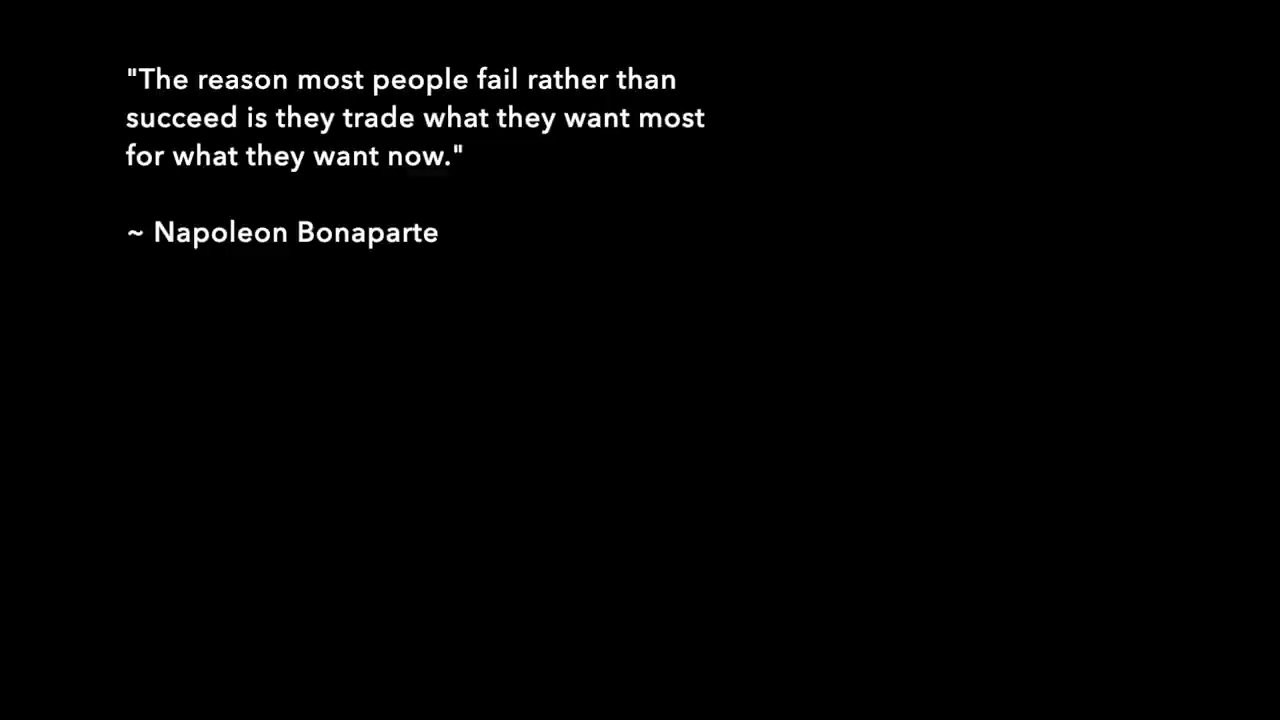 "The reason most people fail rather than
succeed is they trade what they want most
for what they want now."
~ Napoleon Bonaparte